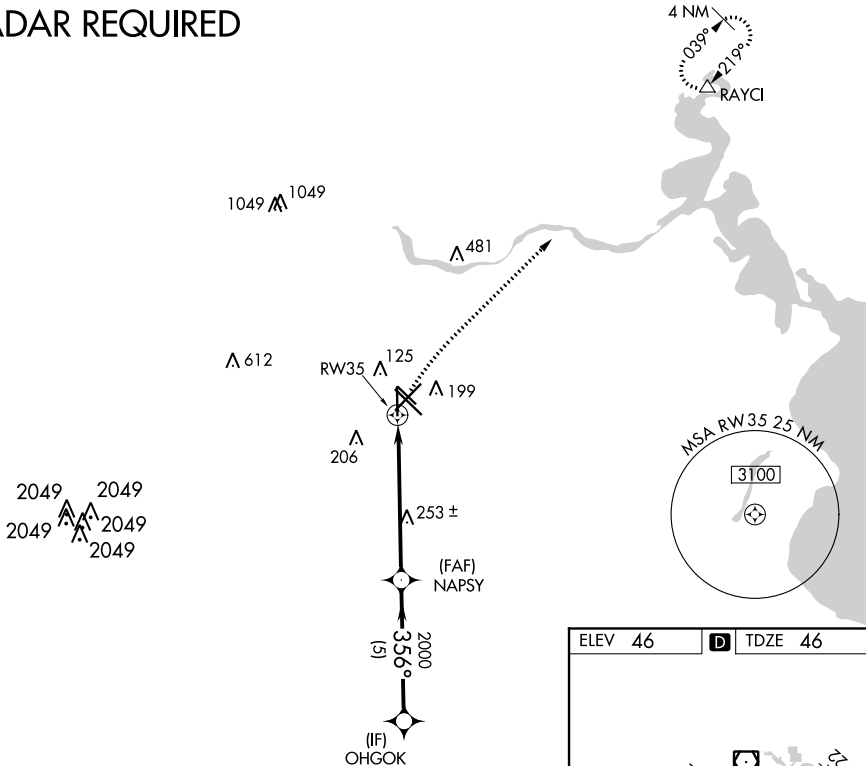 ADAR REQUIRED
4 NM
039°
219°
RAYCI
1049
1049
481
612
RW35
125
199
206
MSA RW35 25 NM
3100
2049
2049
2049
2049
2049
253 ±
(FAF)
NAPSY
2000
356°
(5)
(IF)
OHGOK
ELEV 46
D
TDZE 46
22